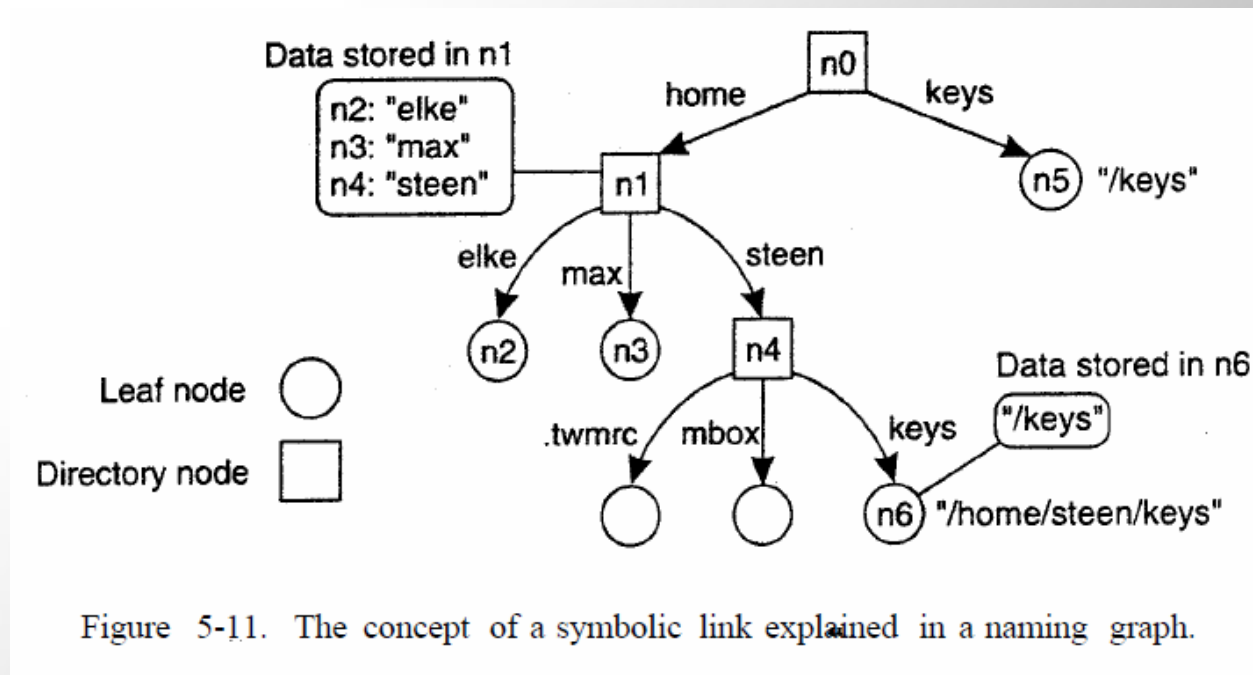 Data stored in n1
n2: "elke"
n3: "max"
n4: "steen"
n0
home
keys
n1
n5 "/keys"
elke
max
steen
n2
n3
n4
Data stored in n6
"/keys"
Leaf node
.twmrc
mbox
keys
Directory node
n6 "/home/steen/keys"
Figure 5-11. The concept of a symbolic link explained in a naming graph.